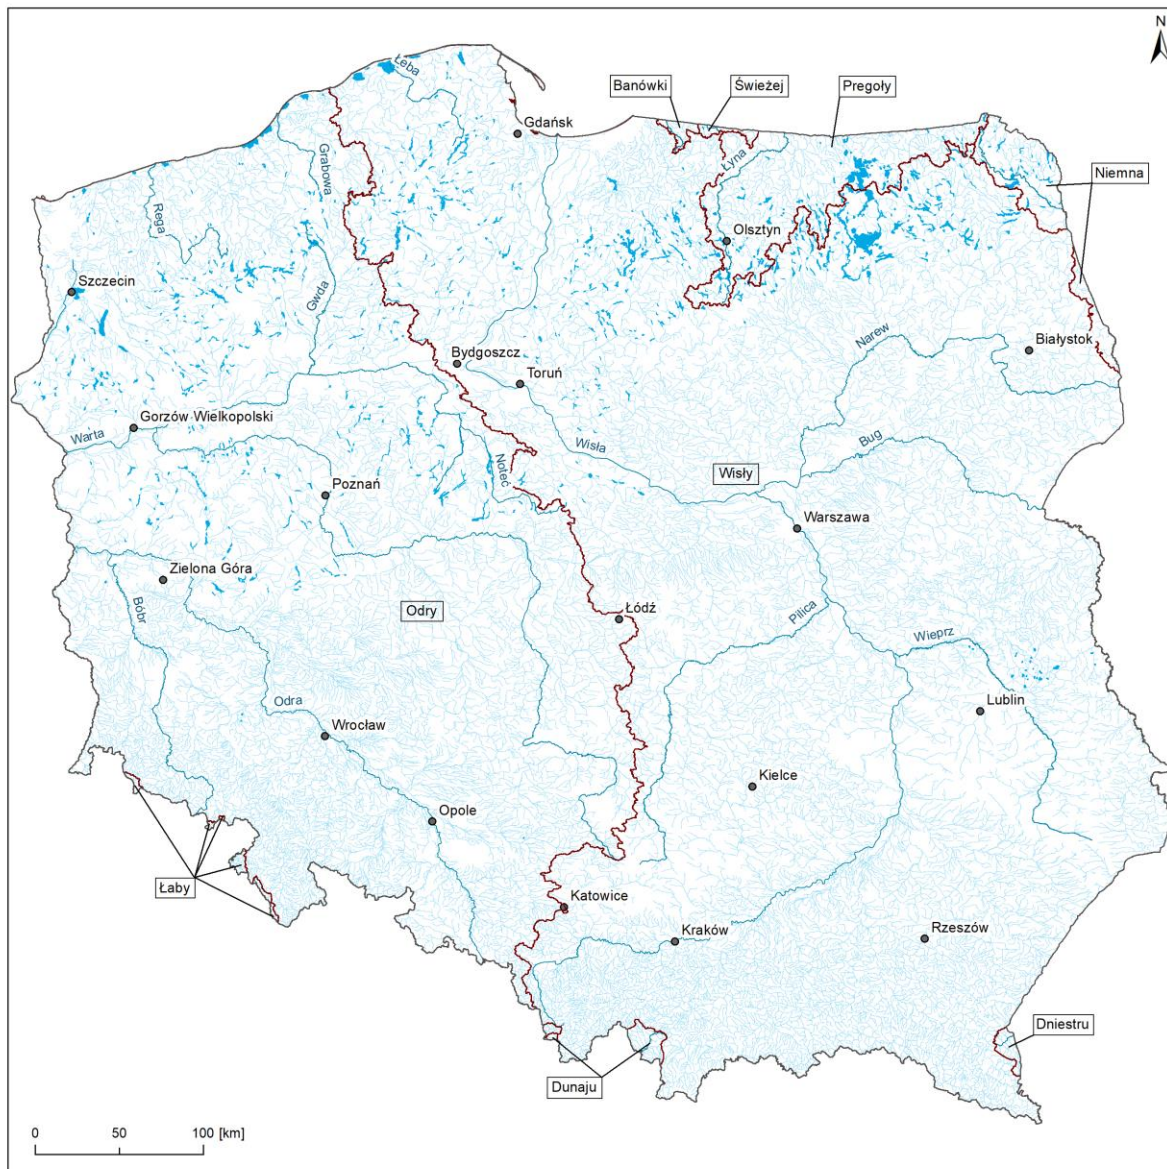 N
Łeba
Banówki
Świeżej
Pregoły
Gdańsk
Grabowa
Łyna
Niemna
Rega
Olsztyn
Szczecin
Gwda
Narew
Białystok
Bydgoszcz
Toruń
Gorzów Wielkopolski
Warta
Wisła
Bug
Noteć
Wisły
Poznań
Warszawa
Zielona Góra
Bóbr
Odry
Łódź
Pilica
Wieprz
Odra
Lublin
Wrocław
Kielce
Opole
Łaby
Katowice
Kraków
Rzeszów
Dniestru
Dunaju
0 50 100 [km]